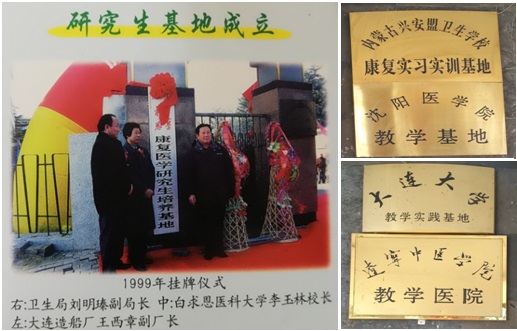 研究生基地成立
康复医学研究生培养基地
1999年挂牌仪式
右:卫生局刘明臻副局长 中:白求恩医科大学李玉林校长
左:大连造船厂王西章副厂长
内蒙古兴安盟卫生学校
康复实习实训基地
沈阳医学院
教学基地
大连大学
教学实践基地
辽宁中医学院
教学医院